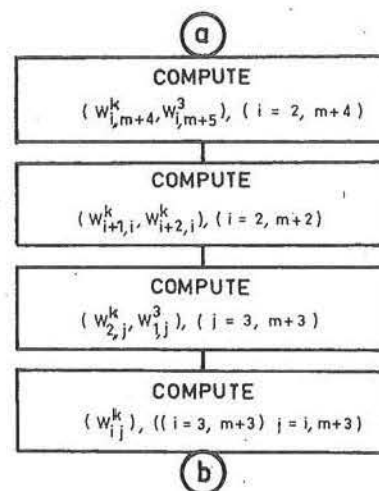 a
COMPUTE
( W^k_{i,m+4}, W^3_{i,m+5} ), ( i = 2, m+4 )
COMPUTE
( W^k_{i+1,i}, W^k_{i+2,i} ), ( i = 2, m+2 )
COMPUTE
( W^k_{2,j}, W^3_{1,j} ), ( j = 3, m+3 )
COMPUTE
( W^k_{ij} ), (( i = 3, m+3 ) j = i, m+3 )
b